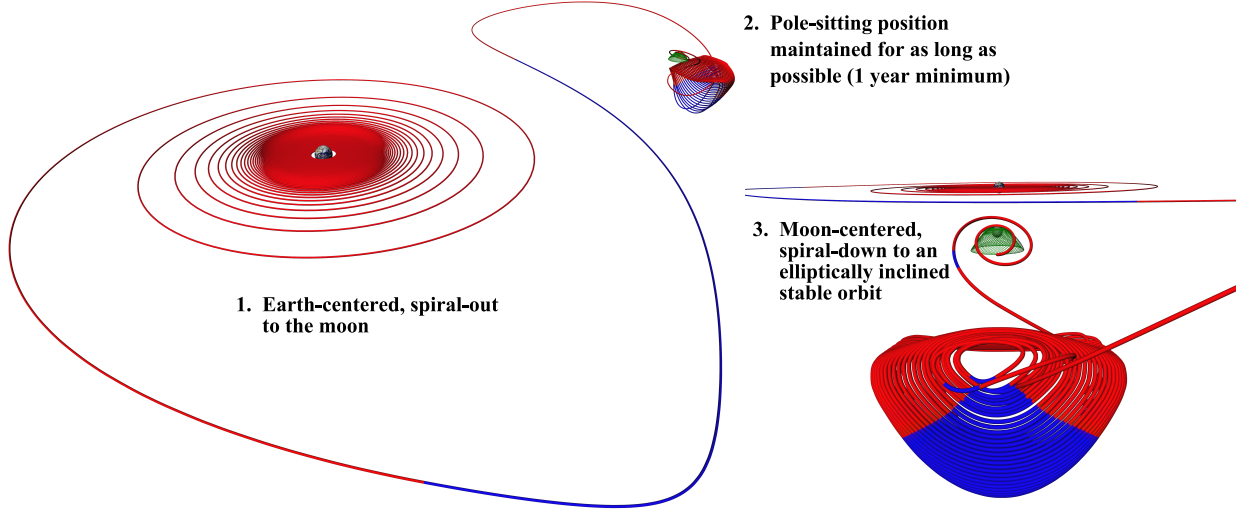 1. Earth-centered, spiral-out
to the moon
2. Pole-sitting position
maintained for as long as
possible (1 year minimum)
3. Moon-centered,
spiral-down to an
elliptically inclined
stable orbit